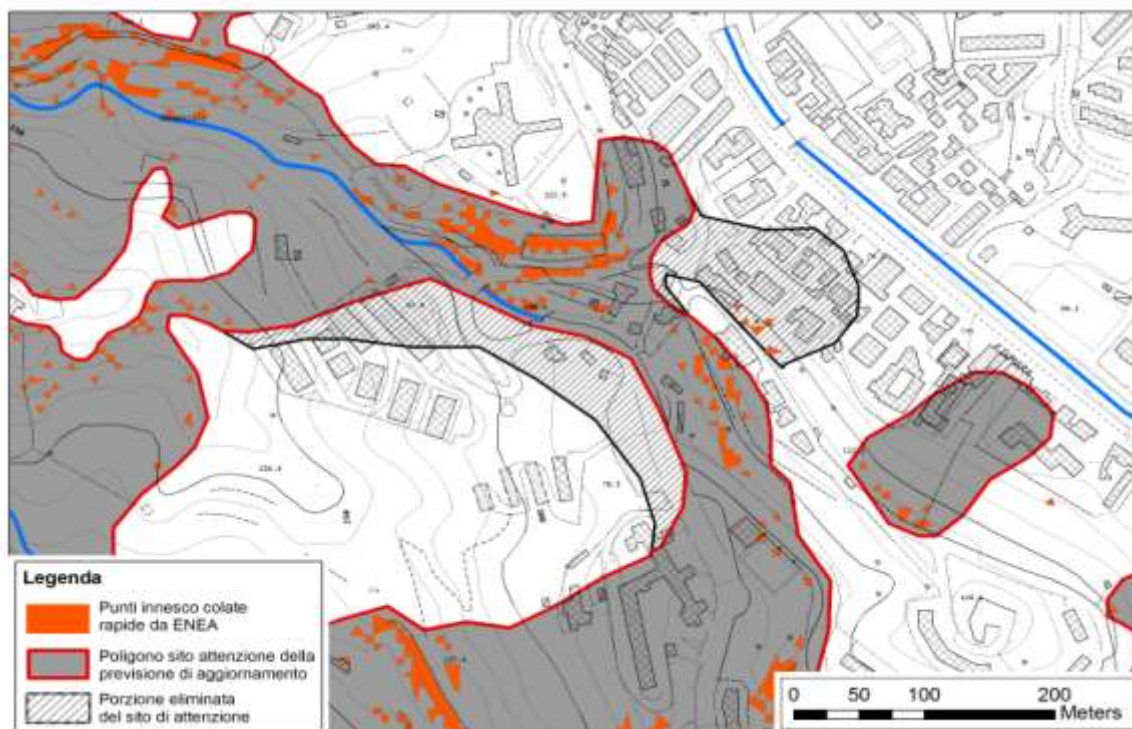 Legenda
Punti innesco colate
rapide da ENEA
Poligono sito attenzione della
previsione di aggiornamento
Porzione eliminata
del sito di attenzione
0 50 100 200
Meters